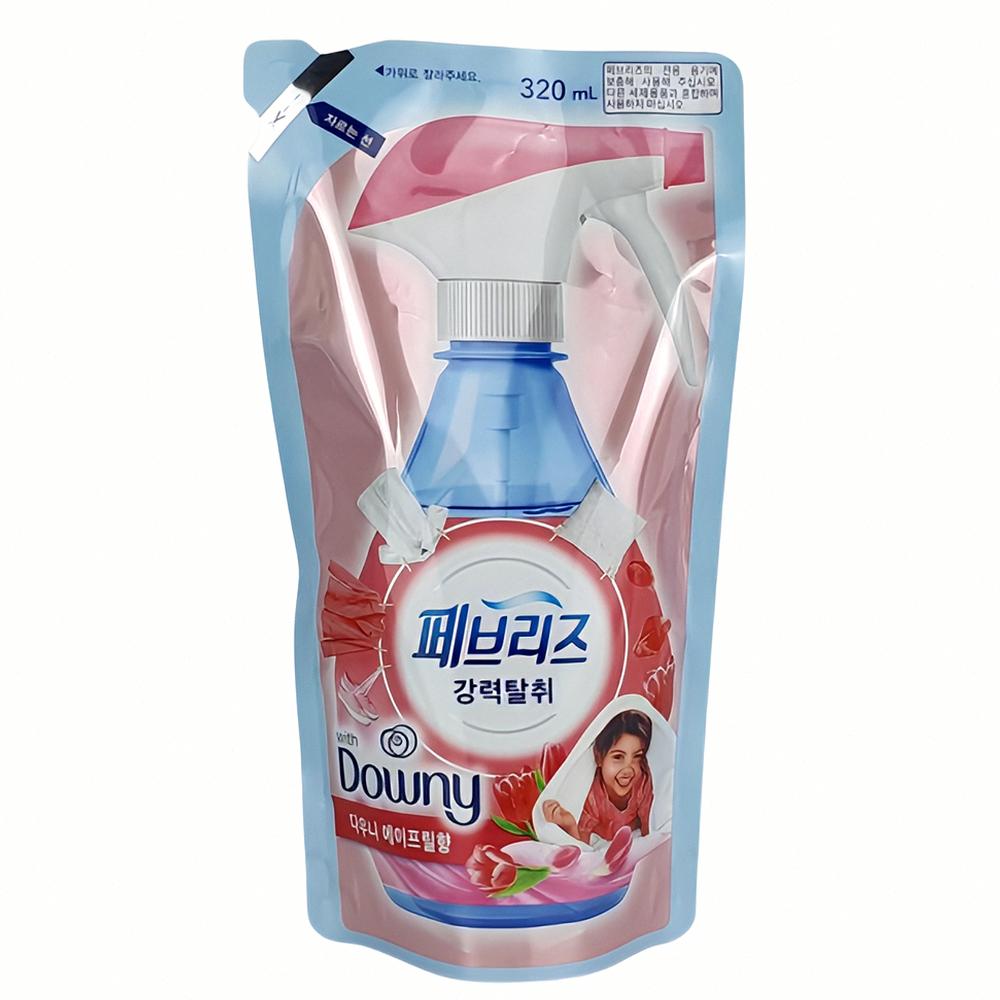 ◀가위로 잘라주세요.
자르는 선
320 mL
페브리즈의 전용 용기에
보충해 사용해 주십시오.
다른 세제용품과 혼합하여
사용하지 마십시오
페브리즈
강력탈취
with
Downy
다우니 에이프릴향